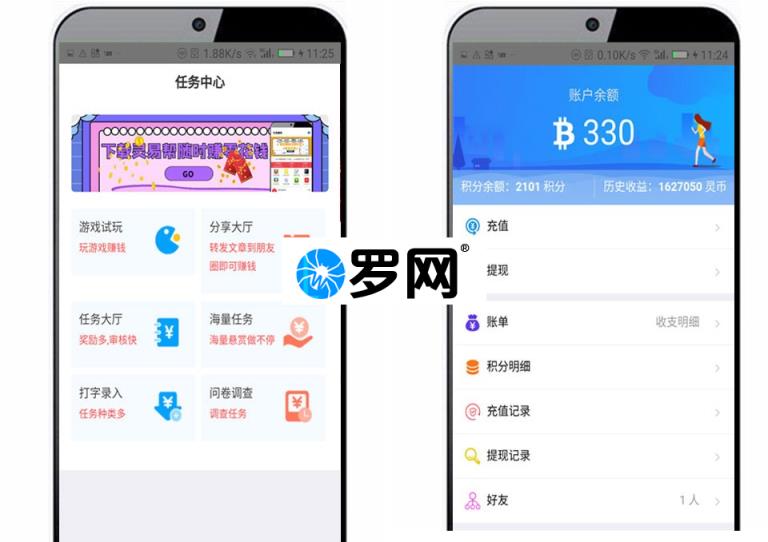 1.88K/s 11:25
任务中心
下载灵易帮随时赚零花钱
GO
游戏试玩
玩游戏赚钱
分享大厅
转发文章到朋友
圈即可赚钱
任务大厅
奖励多,审核快
海量任务
海量悬赏做不停
打字录入
任务种类多
问卷调查
调查任务
罗网®
0.10K/s 11:24
账户余额
330
积分余额：2101 积分
历史收益：1627050 灵币
充值
提现
账单 收支明细
积分明细
充值记录
提现记录
好友 1 人